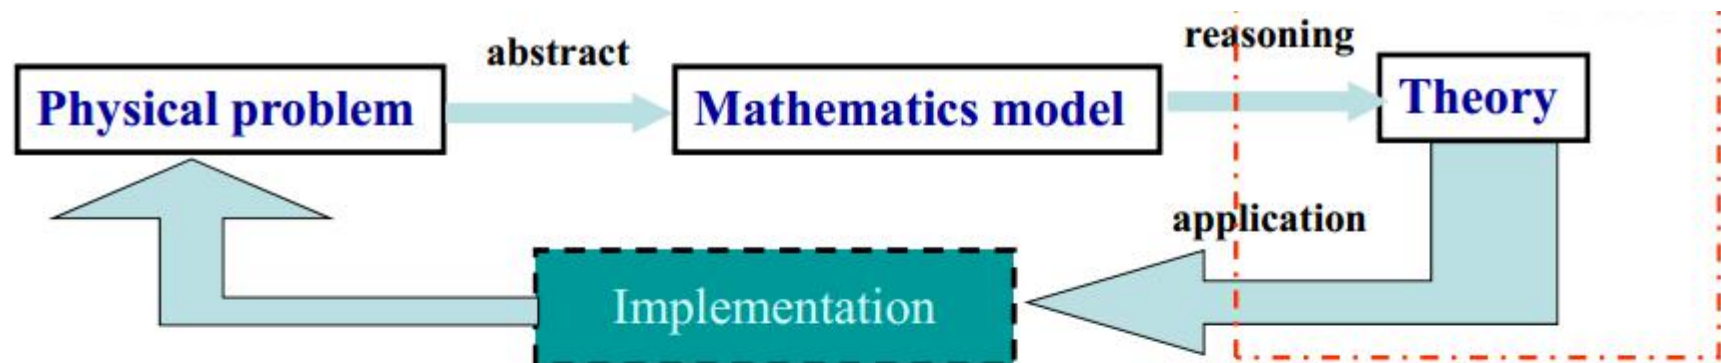 abstract
reasoning
Physical problem
Mathematics model
Theory
application
Implementation